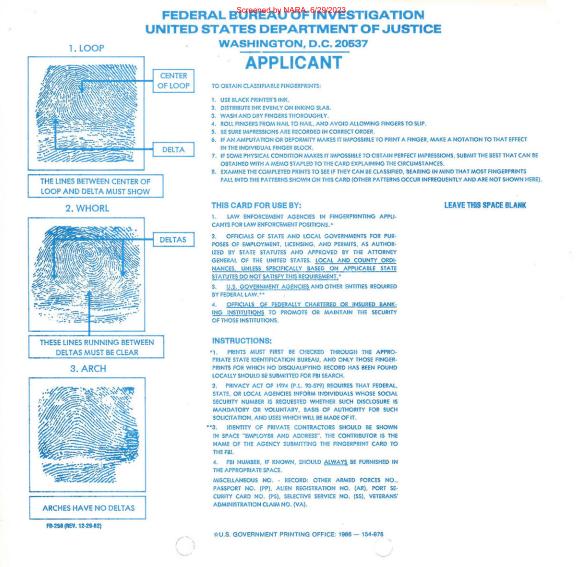 Screened by NARA, 6/29/2023
FEDERAL BUREAU OF INVESTIGATION
UNITED STATES DEPARTMENT OF JUSTICE
WASHINGTON, D.C. 20537
APPLICANT
1. LOOP
CENTER
OF LOOP
DELTA
THE LINES BETWEEN CENTER OF
LOOP AND DELTA MUST SHOW
2. WHORL
DELTAS
THESE LINES RUNNING BETWEEN
DELTAS MUST BE CLEAR
3. ARCH
ARCHES HAVE NO DELTAS
FD-258 (REV. 12-29-82)
TO OBTAIN CLASSIFIABLE FINGERPRINTS:
1. USE BLACK PRINTER'S INK.
2. DISTRIBUTE INK EVENLY ON INKING SLAB.
3. WASH AND DRY FINGERS THOROUGHLY.
4. ROLL FINGERS FROM NAIL TO NAIL, AND AVOID ALLOWING FINGERS TO SLIP.
5. BE SURE IMPRESSIONS ARE RECORDED IN CORRECT ORDER.
6. IF AN AMPUTATION OR DEFORMITY MAKES IT IMPOSSIBLE TO PRINT A FINGER, MAKE A NOTATION TO THAT EFFECT
IN THE INDIVIDUAL FINGER BLOCK.
7. IF SOME PHYSICAL CONDITION MAKES IT IMPOSSIBLE TO OBTAIN PERFECT IMPRESSIONS, SUBMIT THE BEST THAT CAN BE
OBTAINED WITH A MEMO STAPLED TO THE CARD EXPLAINING THE CIRCUMSTANCES.
8. EXAMINE THE COMPLETED PRINTS TO SEE IF THEY CAN BE CLASSIFIED, BEARING IN MIND THAT MOST FINGERPRINTS
FALL INTO THE PATTERNS SHOWN ON THIS CARD (OTHER PATTERNS OCCUR INFREQUENTLY AND ARE NOT SHOWN HERE).
THIS CARD FOR USE BY:
LEAVE THIS SPACE BLANK
1. LAW ENFORCEMENT AGENCIES IN FINGERPRINTING APPLI-
CANTS FOR LAW ENFORCEMENT POSITIONS.*
2. OFFICIALS OF STATE AND LOCAL GOVERNMENTS FOR PUR-
POSES OF EMPLOYMENT, LICENSING, AND PERMITS, AS AUTHOR-
IZED BY STATE STATUTES AND APPROVED BY THE ATTORNEY
GENERAL OF THE UNITED STATES. LOCAL AND COUNTY ORDI-
NANCES, UNLESS SPECIFICALLY BASED ON APPLICABLE STATE
STATUTES DO NOT SATISFY THIS REQUIREMENT.*
3. U.S. GOVERNMENT AGENCIES AND OTHER ENTITIES REQUIRED
BY FEDERAL LAW.**
4. OFFICIALS OF FEDERALLY CHARTERED OR INSURED BANK-
ING INSTITUTIONS TO PROMOTE OR MAINTAIN THE SECURITY
OF THOSE INSTITUTIONS.
INSTRUCTIONS:
*1. PRINTS MUST FIRST BE CHECKED THROUGH THE APPRO-
PRIATE STATE IDENTIFICATION BUREAU, AND ONLY THOSE FINGER-
PRINTS FOR WHICH NO DISQUALIFYING RECORD HAS BEEN FOUND
LOCALLY SHOULD BE SUBMITTED FOR FBI SEARCH.
2. PRIVACY ACT OF 1974 (P.L. 93-579) REQUIRES THAT FEDERAL,
STATE, OR LOCAL AGENCIES INFORM INDIVIDUALS WHOSE SOCIAL
SECURITY NUMBER IS REQUESTED WHETHER SUCH DISCLOSURE IS
MANDATORY OR VOLUNTARY, BASIS OF AUTHORITY FOR SUCH
SOLICITATION, AND USES WHICH WILL BE MADE OF IT.
**3. IDENTITY OF PRIVATE CONTRACTORS SHOULD BE SHOWN
IN SPACE "EMPLOYER AND ADDRESS". THE CONTRIBUTOR IS THE
NAME OF THE AGENCY SUBMITTING THE FINGERPRINT CARD TO
THE FBI.
4. FBI NUMBER, IF KNOWN, SHOULD ALWAYS BE FURNISHED IN
THE APPROPRIATE SPACE.
MISCELLANEOUS NO. - RECORD: OTHER ARMED FORCES NO.,
PASSPORT NO. (PP), ALIEN REGISTRATION NO. (AR), PORT SE-
CURITY CARD NO. (PS), SELECTIVE SERVICE NO. (SS), VETERANS'
ADMINISTRATION CLAIM NO. (VA).
☆U.S. GOVERNMENT PRINTING OFFICE: 1986 — 154-876